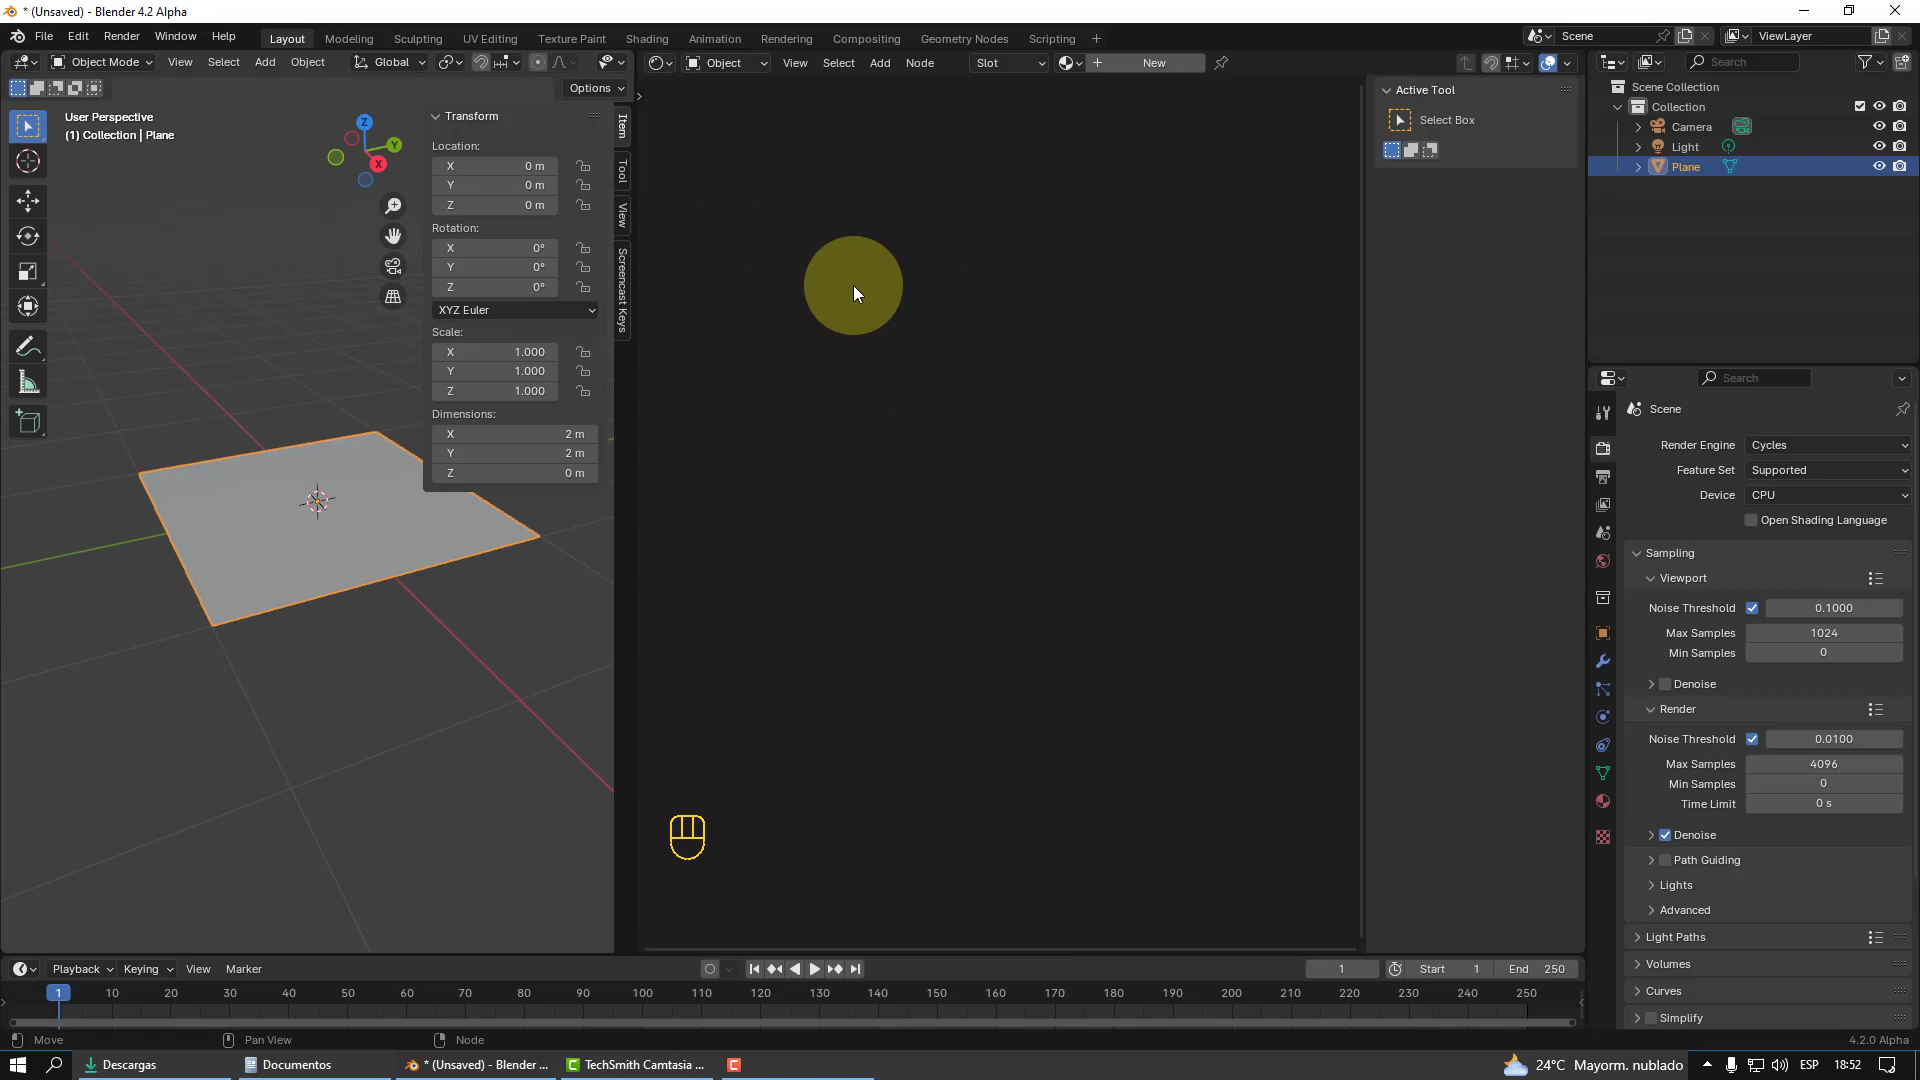 * (Unsaved) - Blender 4.2 Alpha
File Edit Render Window Help
Layout Modeling Sculpting UV Editing Texture Paint Shading Animation Rendering Compositing Geometry Nodes Scripting +
Scene
ViewLayer
Object Mode View Select Add Object Global
Object View Select Add Node Slot New
Search
Options
User Perspective
(1) Collection | Plane
Z
Y
X
Transform
Location:
X 0 m
Y 0 m
Z 0 m
Rotation:
X 0°
Y 0°
Z 0°
XYZ Euler
Scale:
X 1.000
Y 1.000
Z 1.000
Dimensions:
X 2 m
Y 2 m
Z 0 m
Item
Tool
View
Screencast Keys
Active Tool
Select Box
Scene Collection
Collection
Camera
Light
Plane
Search
Scene
Render Engine Cycles
Feature Set Supported
Device CPU
Open Shading Language
Sampling
Viewport
Noise Threshold 0.1000
Max Samples 1024
Min Samples 0
Denoise
Render
Noise Threshold 0.0100
Max Samples 4096
Min Samples 0
Time Limit 0 s
Denoise
Path Guiding
Lights
Advanced
Light Paths
Volumes
Curves
Simplify
Playback Keying View Marker
1 Start 1 End 250
1 10 20 30 40 50 60 70 80 90 100 110 120 130 140 150 160 170 180 190 200 210 220 230 240 250
Move Pan View Node
4.2.0 Alpha
Descargas Documentos * (Unsaved) - Blender ... TechSmith Camtasia ...
24°C Mayorm. nublado ESP 18:52